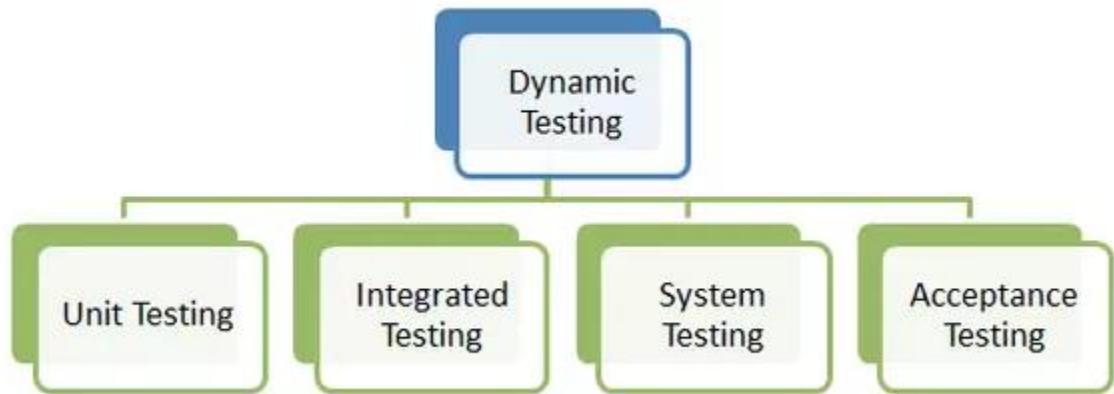 Dynamic
Testing
Unit Testing
Integrated
Testing
System
Testing
Acceptance
Testing